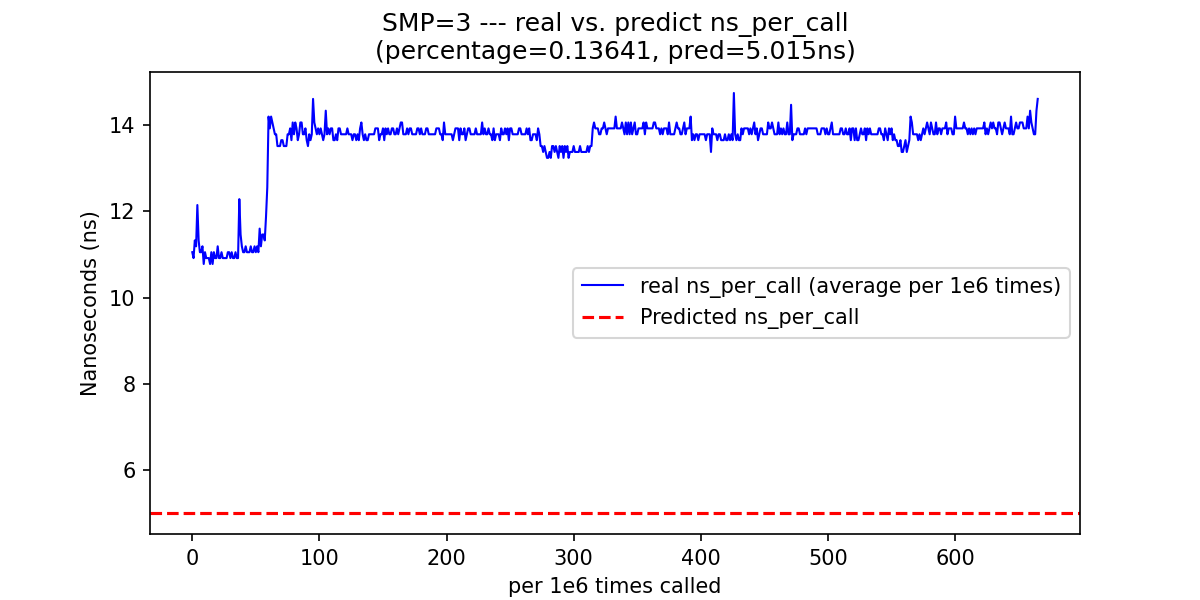 SMP=3 --- real vs. predict ns_per_call
(percentage=0.13641, pred=5.015ns)
Nanoseconds (ns)
14
12
10
8
6
real ns_per_call (average per 1e6 times)
Predicted ns_per_call
0 100 200 300 400 500 600
per 1e6 times called